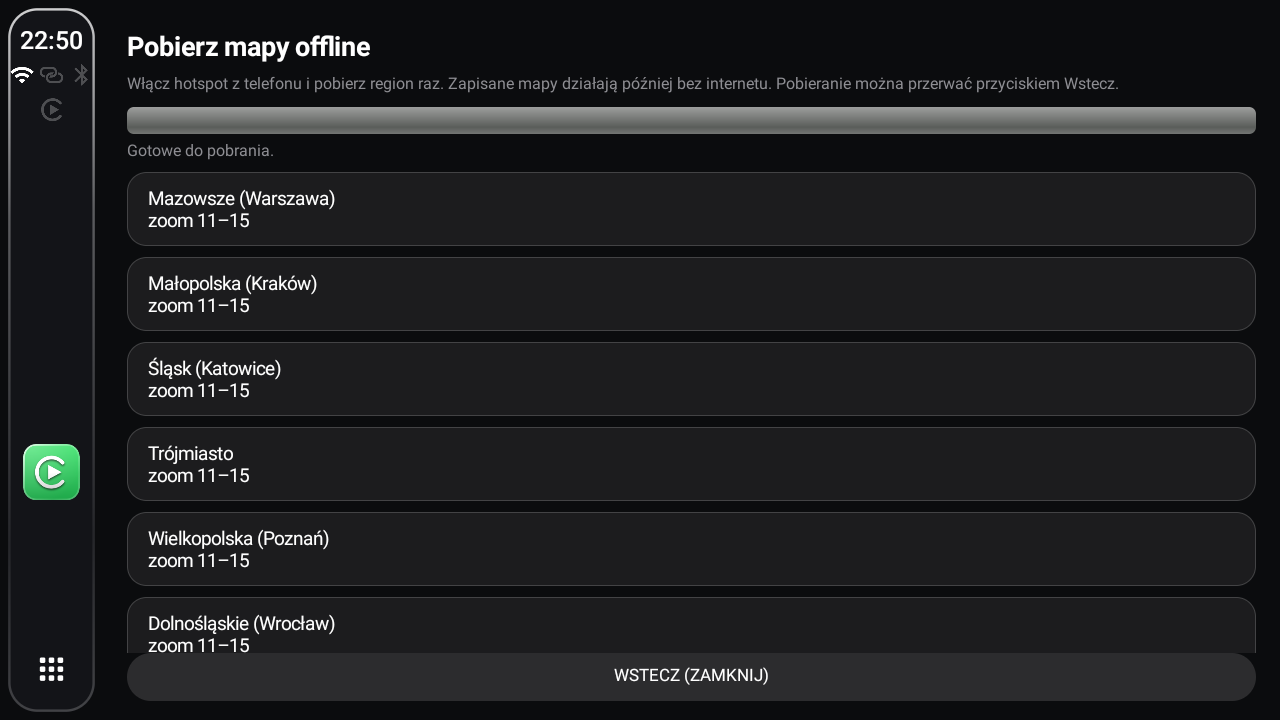 22:50
Pobierz mapy offline
Włącz hotspot z telefonu i pobierz region raz. Zapisane mapy działają później bez internetu. Pobieranie można przerwać przyciskiem Wstecz.
Gotowe do pobrania.
Mazowsze (Warszawa)
zoom 11–15
Małopolska (Kraków)
zoom 11–15
Śląsk (Katowice)
zoom 11–15
Trójmiasto
zoom 11–15
Wielkopolska (Poznań)
zoom 11–15
Dolnośląskie (Wrocław)
zoom 11–15
WSTECZ (ZAMKNIJ)